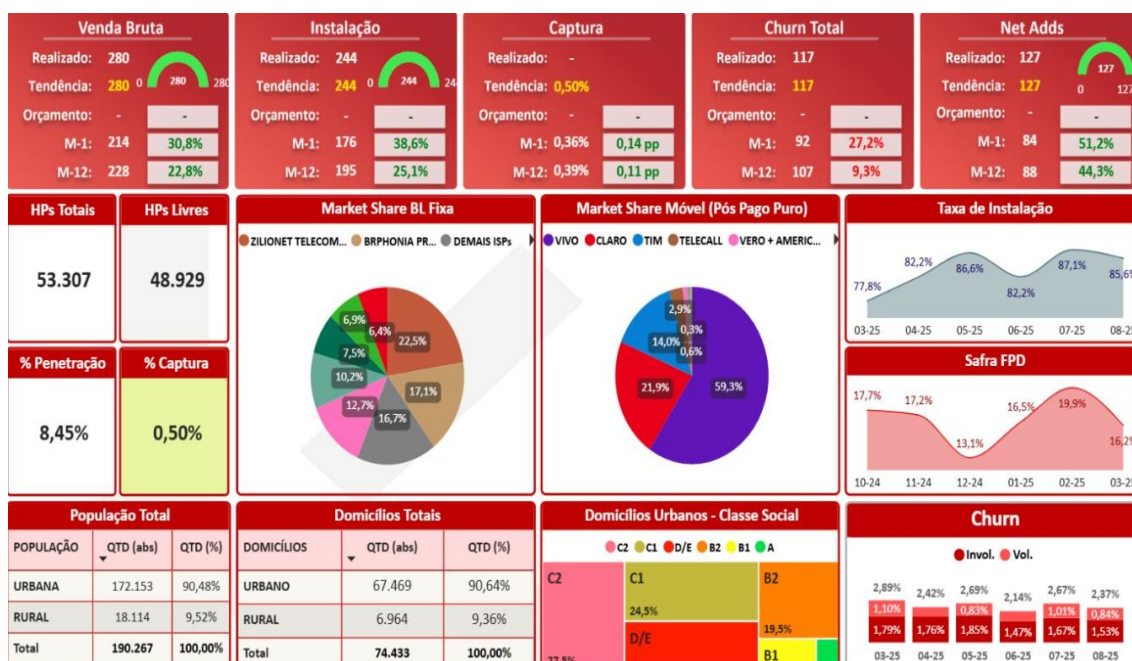 Venda Bruta
Realizado: 280
Tendência: 280
0 280 280
Orçamento: - -
M-1: 214 30,8%
M-12: 228 22,8%
Instalação
Realizado: 244
Tendência: 244
0 244 244
Orçamento: - -
M-1: 176 38,6%
M-12: 195 25,1%
Captura
Realizado: -
Tendência: 0,50%
Orçamento: - -
M-1: 0,36% 0,14 pp
M-12: 0,39% 0,11 pp
Churn Total
Realizado: 117
Tendência: 117
Orçamento: - -
M-1: 92 27,2%
M-12: 107 9,3%
Net Adds
Realizado: 127
Tendência: 127
127
0 127
Orçamento: - -
M-1: 84 51,2%
M-12: 88 44,3%
HPs Totais
53.307
HPs Livres
48.929
% Penetração
8,45%
% Captura
0,50%
Market Share BL Fixa
ZILIONET TELECOM... BRPHONIA PR... DEMAIS ISPs
6,9% 6,4%
22,5%
7,5%
10,2%
17,1%
12,7%
16,7%
Market Share Móvel (Pós Pago Puro)
VIVO CLARO TIM TELECALL VERO + AMERIC...
2,9%
0,3%
14,0%
0,6%
21,9%
59,3%
Taxa de Instalação
77,8% 82,2% 86,6% 82,2% 87,1% 85,6%
03-25 04-25 05-25 06-25 07-25 08-25
Safra FPD
17,7% 17,2% 13,1% 16,5% 19,9% 16,2%
10-24 11-24 12-24 01-25 02-25 03-25
População Total
POPULAÇÃO QTD (abs) QTD (%)
URBANA 172.153 90,48%
RURAL 18.114 9,52%
Total 190.267 100,00%
Domicílios Totais
DOMICÍLIOS QTD (abs) QTD (%)
URBANO 67.469 90,64%
RURAL 6.964 9,36%
Total 74.433 100,00%
Domicílios Urbanos - Classe Social
C2 C1 D/E B2 B1 A
C2
27,5%
C1
24,5%
D/E
B2
19,5%
B1
Churn
Invol. Vol.
2,89% 2,42% 2,69% 2,14% 2,67% 2,37%
1,10% 0,83% 1,01% 0,84%
1,79% 1,76% 1,85% 1,47% 1,67% 1,53%
03-25 04-25 05-25 06-25 07-25 08-25